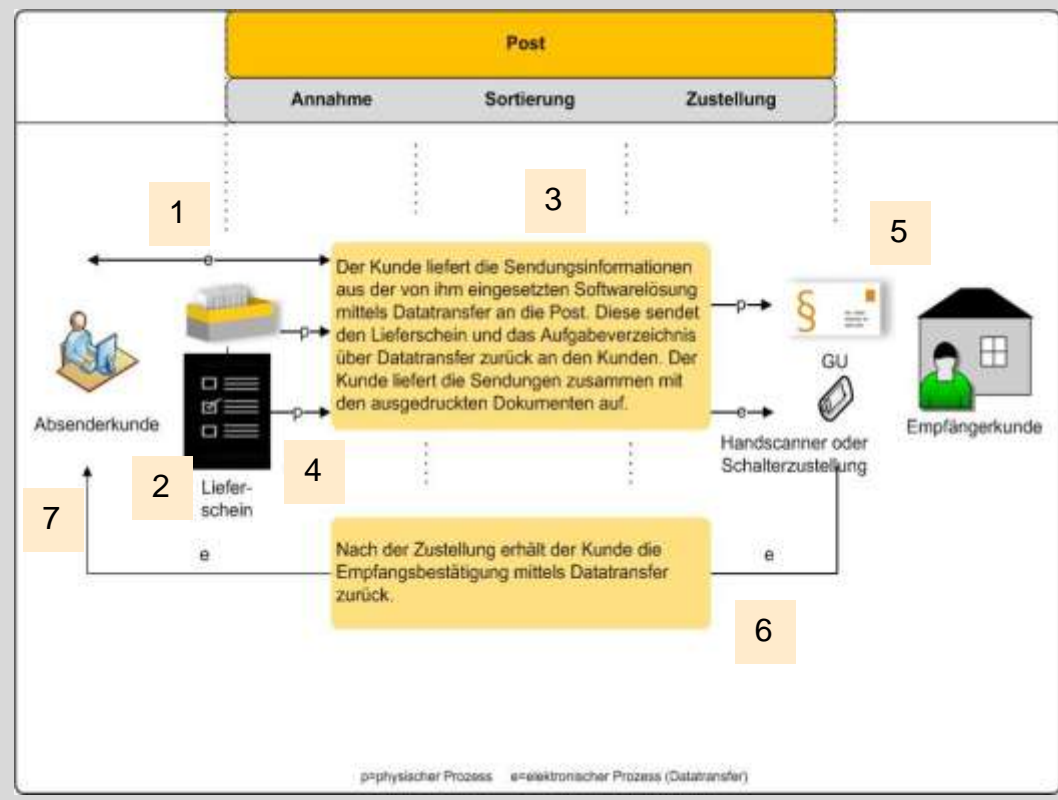 Post
Annahme Sortierung Zustellung
1
3
5
e
Der Kunde liefert die Sendungsinformationen
aus der von ihm eingesetzten Softwarelösung
mittels Datatransfer an die Post. Diese sendet
den Lieferschein und das Aufgabeverzeichnis
über Datatransfer zurück an den Kunden. Der
Kunde liefert die Sendungen zusammen mit
den ausgedruckten Dokumenten auf.
p
p
p
e
§
GU
Absenderkunde
Handscanner oder
Schalterzustellung
Empfängerkunde
2
4
Liefer-
schein
7
e
Nach der Zustellung erhält der Kunde die
Empfangsbestätigung mittels Datatransfer
zurück.
e
6
p=physischer Prozess e=elektronischer Prozess (Datatransfer)